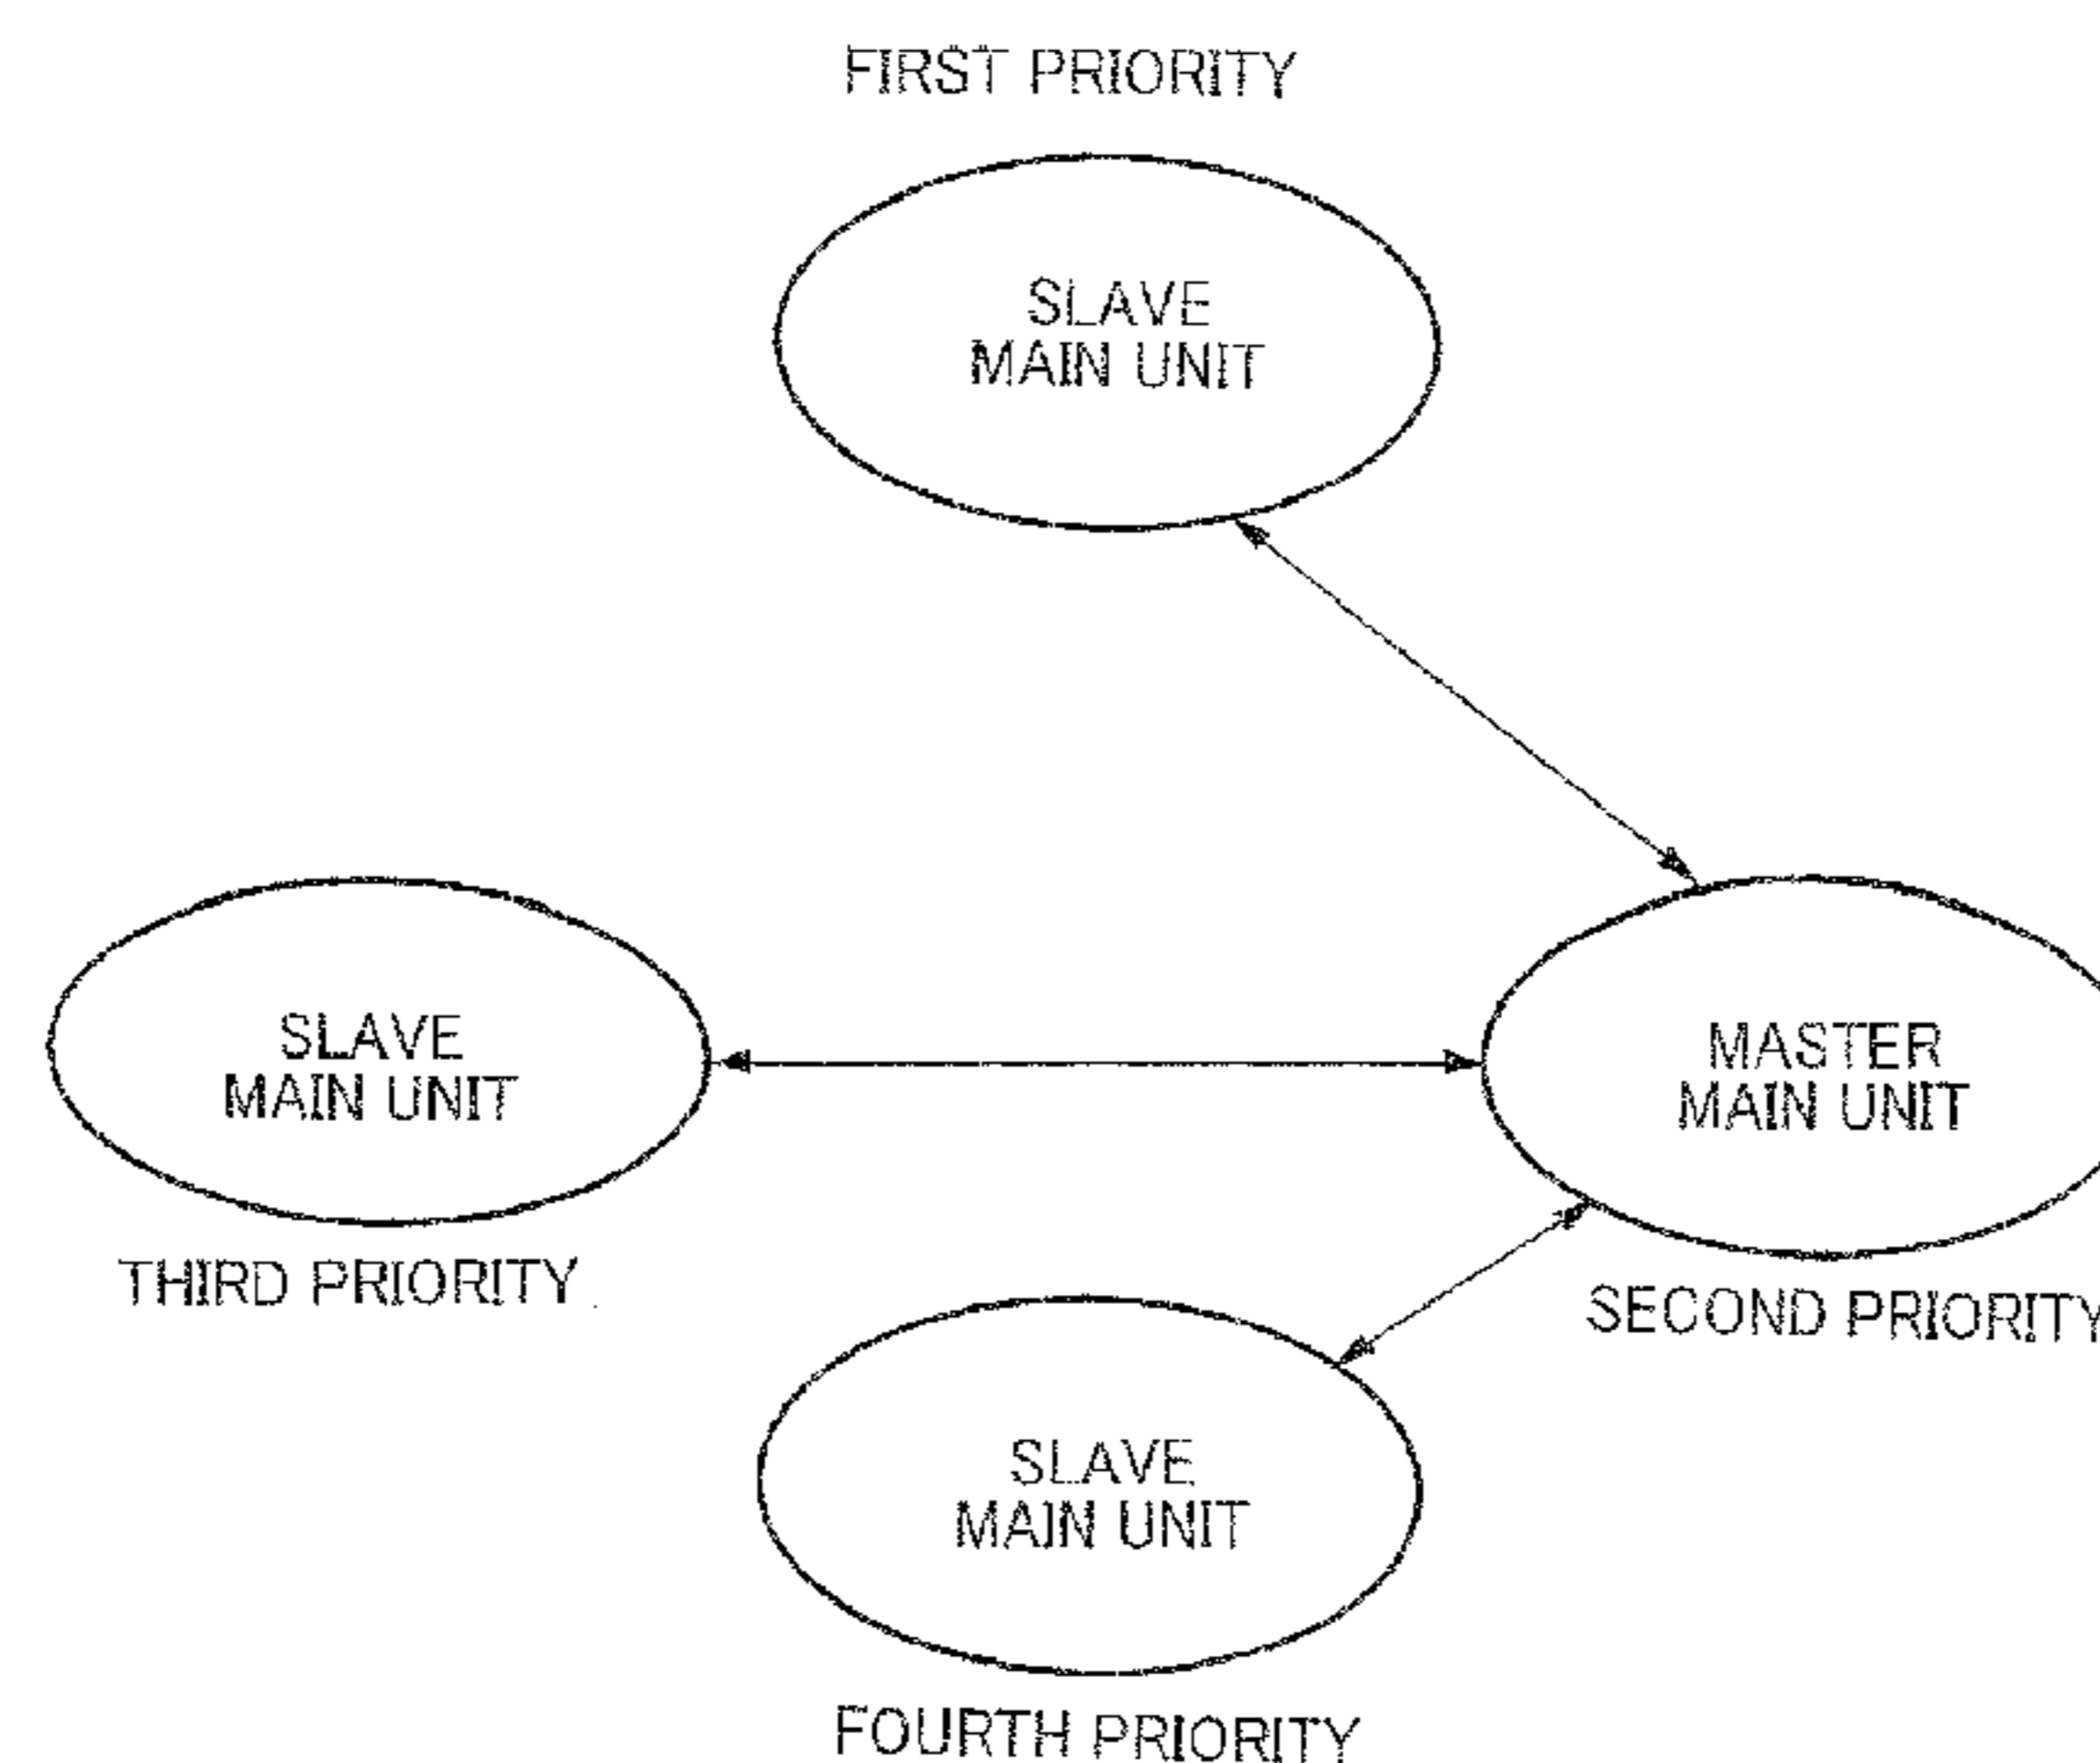 FIRST PRIORITY
SLAVE
MAIN UNIT
SLAVE
MAIN UNIT
THIRD PRIORITY
MASTER
MAIN UNIT
SECOND PRIORITY
SLAVE
MAIN UNIT
FOURTH PRIORITY